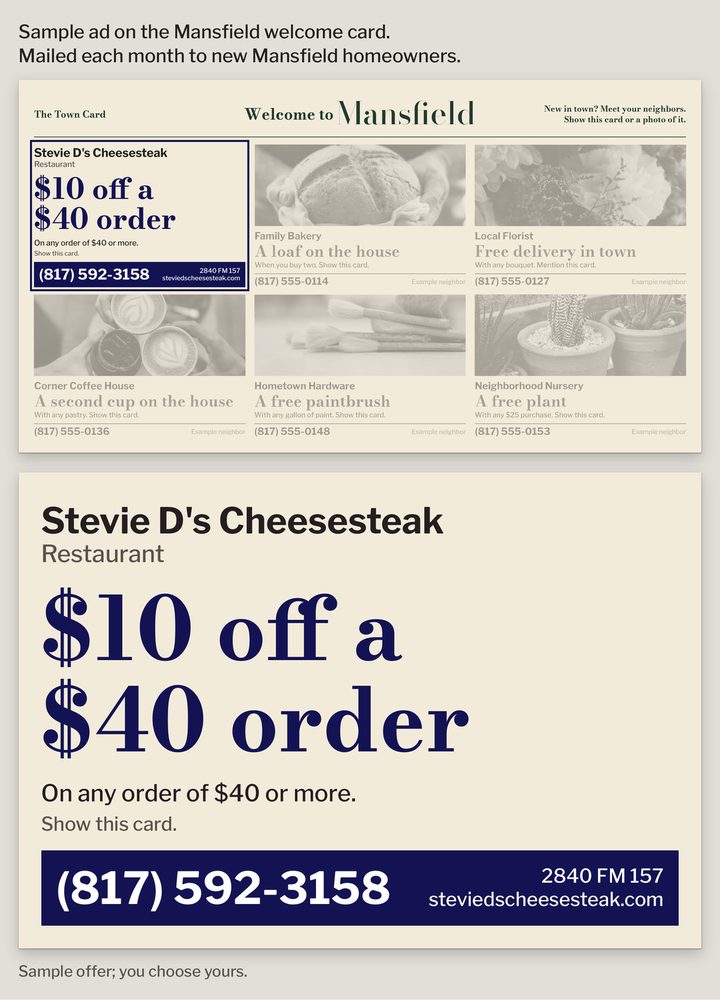 Sample ad on the Mansfield welcome card.
Mailed each month to new Mansfield homeowners.
The Town Card
Welcome to Mansfield
New in town? Meet your neighbors.
Show this card or a photo of it.
Stevie D's Cheesesteak
Restaurant
$10 off a
$40 order
On any order of $40 or more.
Show this card.
(817) 592-3158
2840 FM 157
steviedscheesesteak.com
Family Bakery
A loaf on the house
When you buy two. Show this card.
(817) 555-0114
Example neighbor
Local Florist
Free delivery in town
With any bouquet. Mention this card.
(817) 555-0127
Example neighbor
Corner Coffee House
A second cup on the house
With any pastry. Show this card.
(817) 555-0136
Example neighbor
Hometown Hardware
A free paintbrush
With any gallon of paint. Show this card.
(817) 555-0148
Example neighbor
Neighborhood Nursery
A free plant
With any $25 purchase. Show this card.
(817) 555-0153
Example neighbor
Stevie D's Cheesesteak
Restaurant
$10 off a
$40 order
On any order of $40 or more.
Show this card.
(817) 592-3158
2840 FM 157
steviedscheesesteak.com
Sample offer; you choose yours.